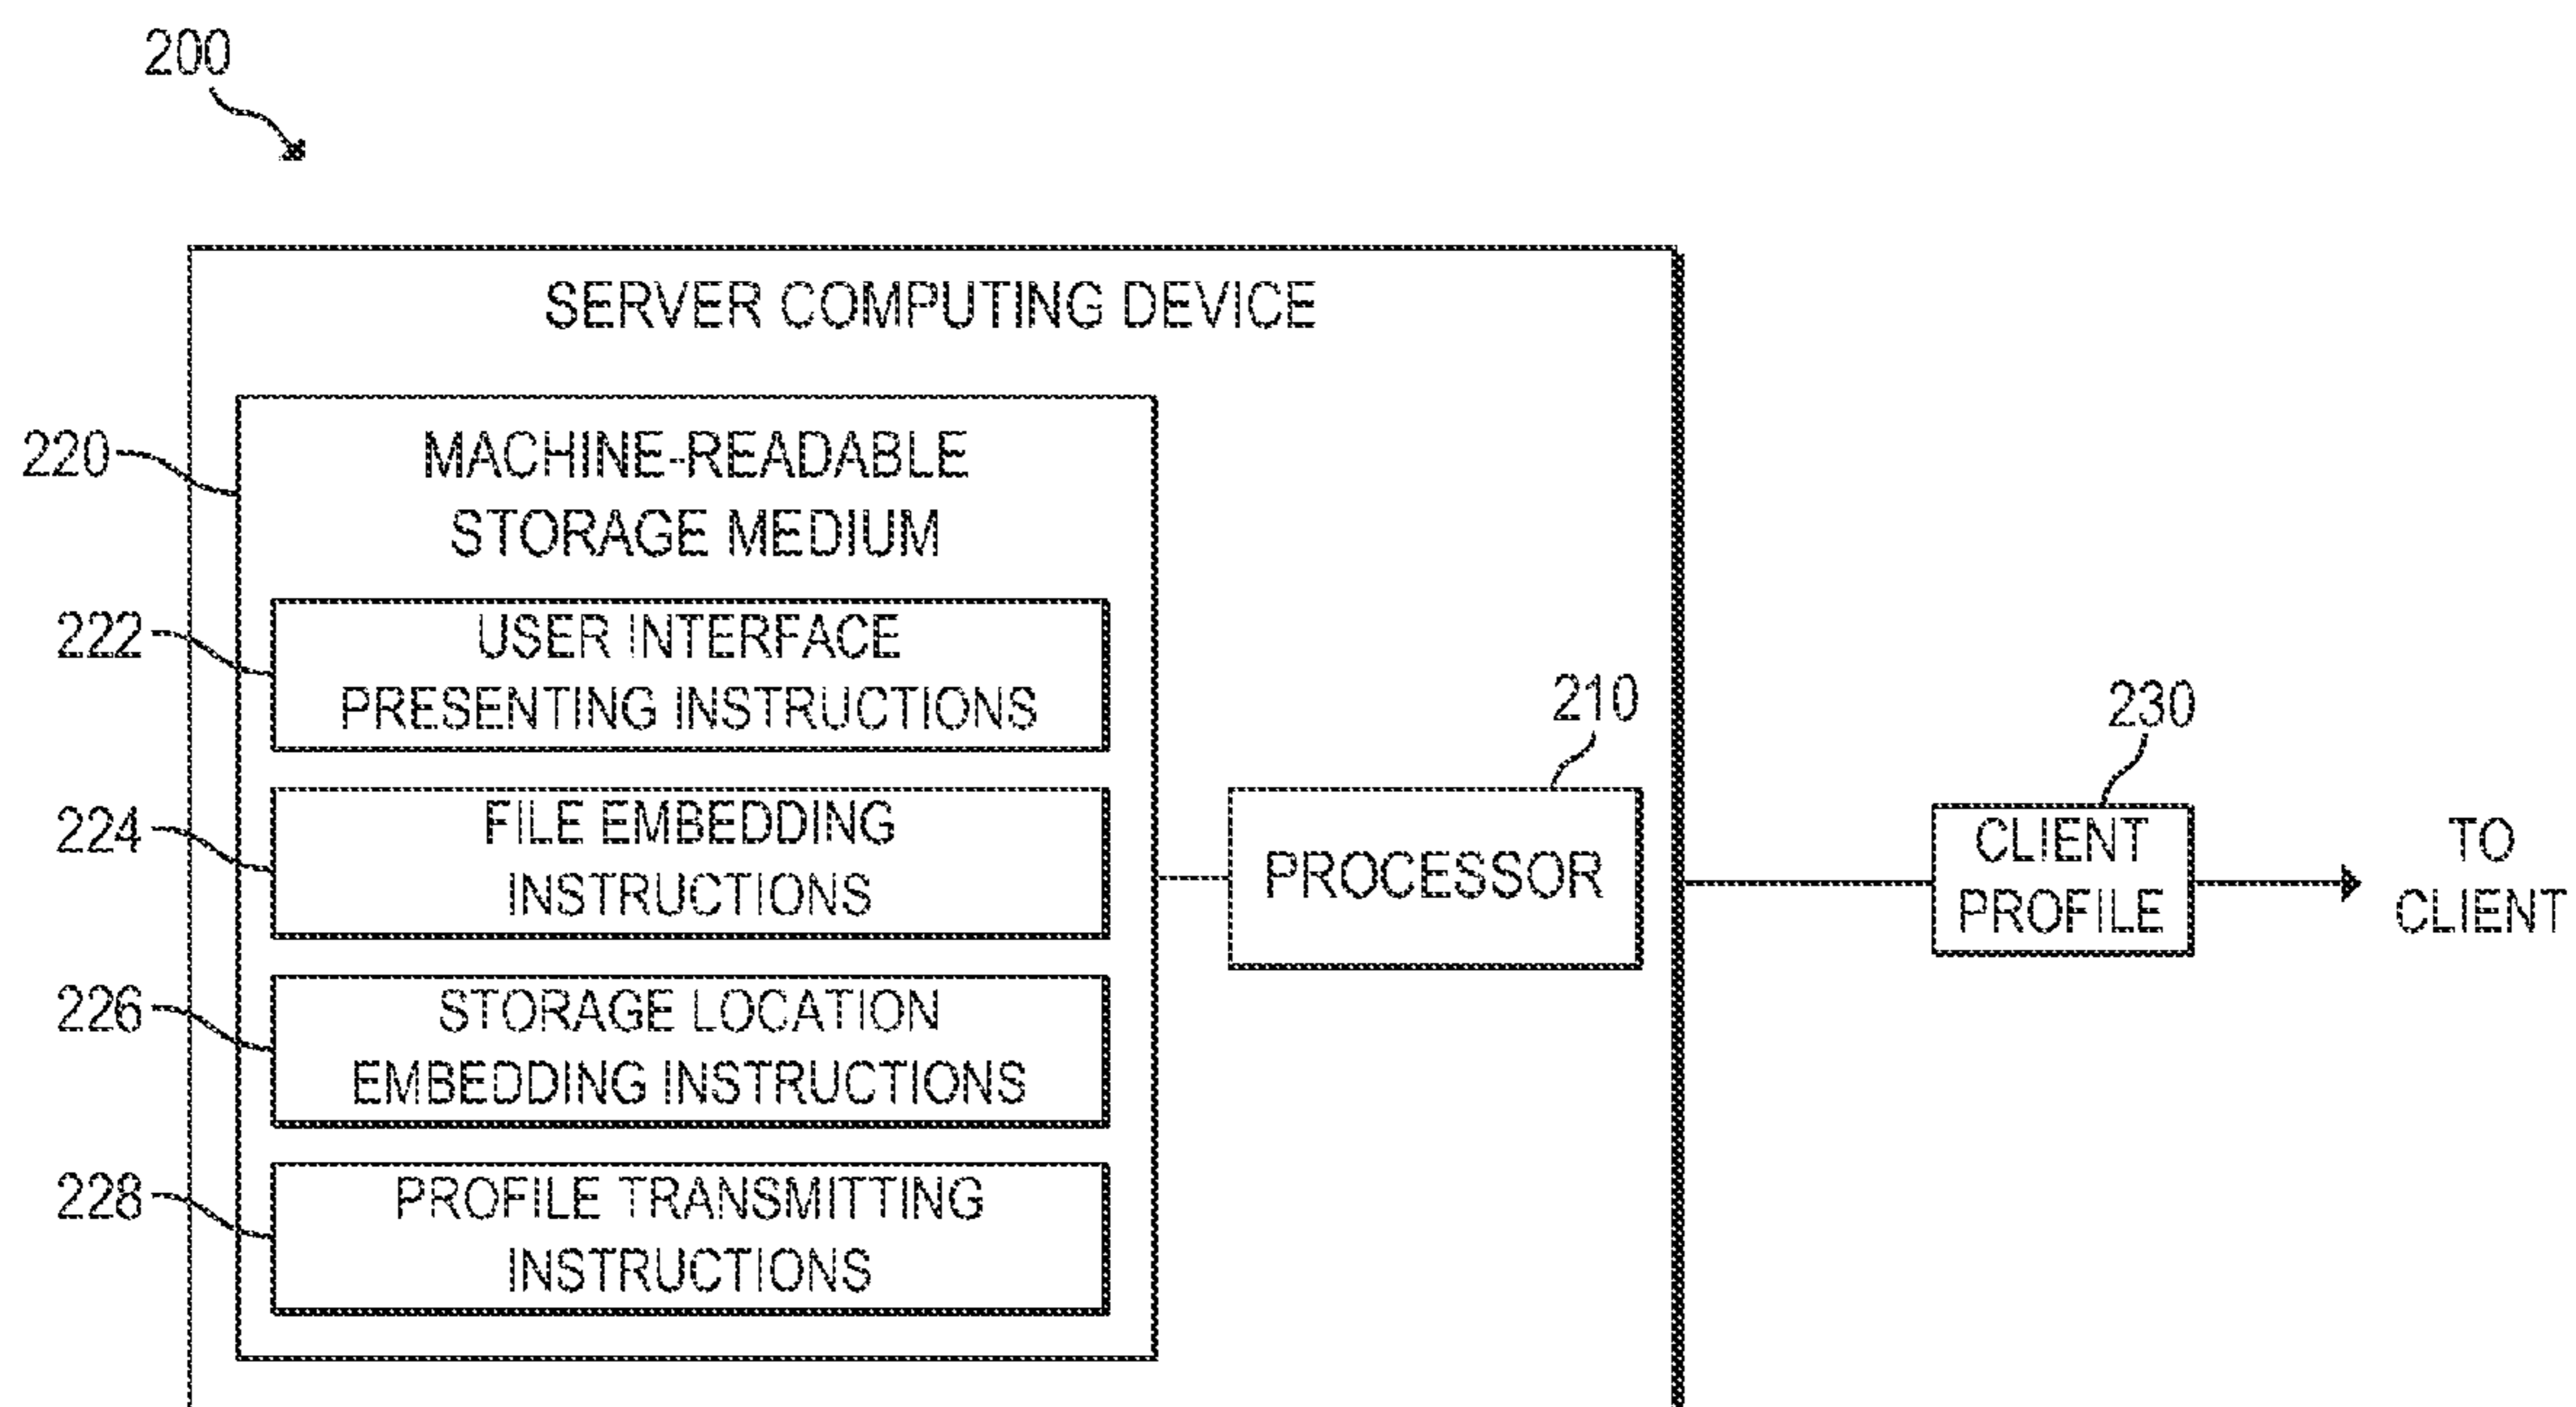 200
SERVER COMPUTING DEVICE
220
MACHINE-READABLE
STORAGE MEDIUM
222
USER INTERFACE
PRESENTING INSTRUCTIONS
224
FILE EMBEDDING
INSTRUCTIONS
226
STORAGE LOCATION
EMBEDDING INSTRUCTIONS
228
PROFILE TRANSMITTING
INSTRUCTIONS
210
PROCESSOR
230
CLIENT
PROFILE
TO
CLIENT